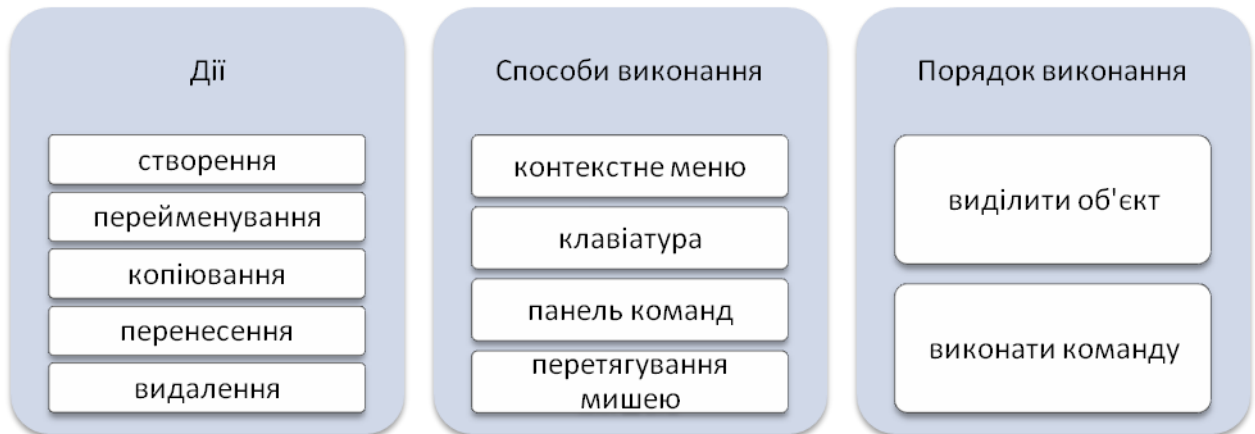 Дії
створення
перейменування
копіювання
перенесення
видалення
Способи виконання
контекстне меню
клавіатура
панель команд
перетягування
мишею
Порядок виконання
виділити об'єкт
виконати команду